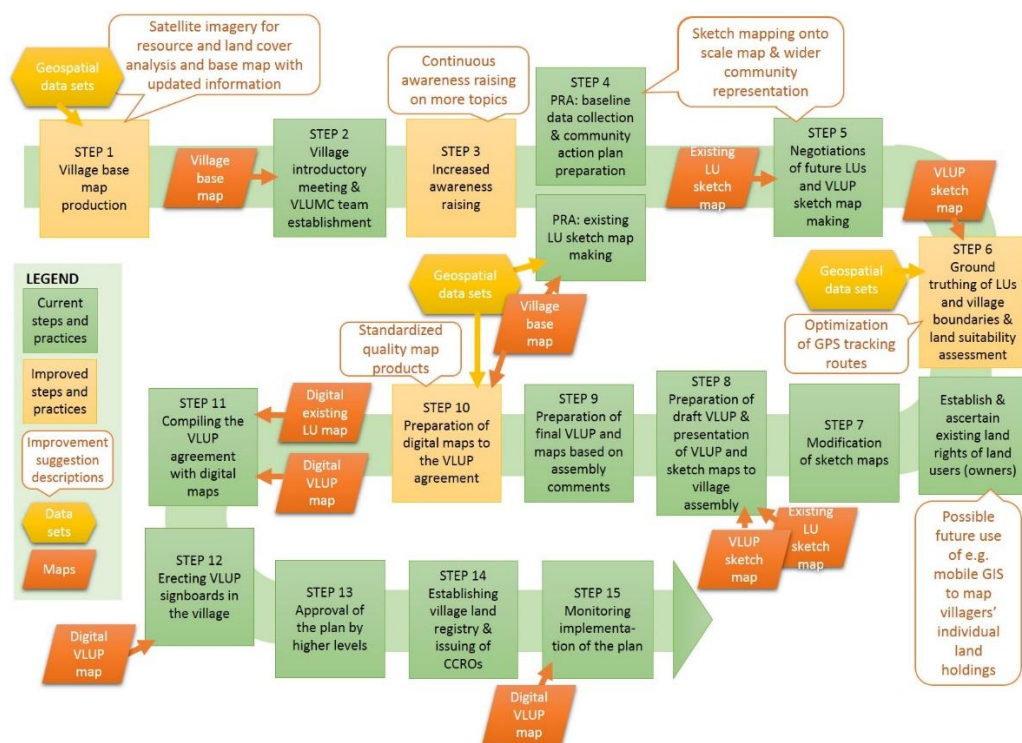 Satellite imagery for
resource and land cover
analysis and base map with
updated information
Geospatial
data sets
STEP 1
Village base
map
production
Village
base
map
STEP 2
Village
introductory
meeting &
VLUMC team
establishment
Continuous
awareness raising
on more topics
STEP 3
Increased
awareness
raising
STEP 4
PRA: baseline
data collection
& community
action plan
preparation
PRA: existing
LU sketch map
making
Sketch mapping onto
scale map & wider
community
representation
Existing
LU sketch
map
STEP 5
Negotiations
of future LUs
and VLUP
sketch map
making
VLUP
sketch
map
Geospatial
data sets
STEP 6
Ground
truthing of LUs
and village
boundaries &
land suitability
assessment
Optimization
of GPS tracking
routes
Establish &
ascertain
existing land
rights of land
users (owners)
Possible
future use of e.g.
mobile GIS
to map
villagers’
individual
land
holdings
STEP 7
Modification
of sketch maps
STEP 8
Preparation of
draft VLUP &
presentation of
VLUP and
sketch maps to
village assembly
VLUP
sketch
map
Existing
LU
sketch
map
STEP 9
Preparation of
final VLUP and
maps based on
assembly
comments
Geospatial
data sets
Village
base
map
Standardized
quality map
products
STEP 10
Preparation of
digital maps to
the VLUP
agreement
Digital
existing
LU map
Digital
VLUP
map
STEP 11
Compiling the
VLUP
agreement
with digital
maps
STEP 12
Erecting VLUP
signboards in
the village
Digital
VLUP
map
STEP 13
Approval of
the plan by
higher levels
STEP 14
Establishing
village land
registry &
issuing of
CCROs
STEP 15
Monitoring
implementa-
tion of the plan
Digital
VLUP
map
LEGEND
Current
steps and
practices
Improved
steps and
practices
Improvement
suggestion
descriptions
Data
sets
Maps